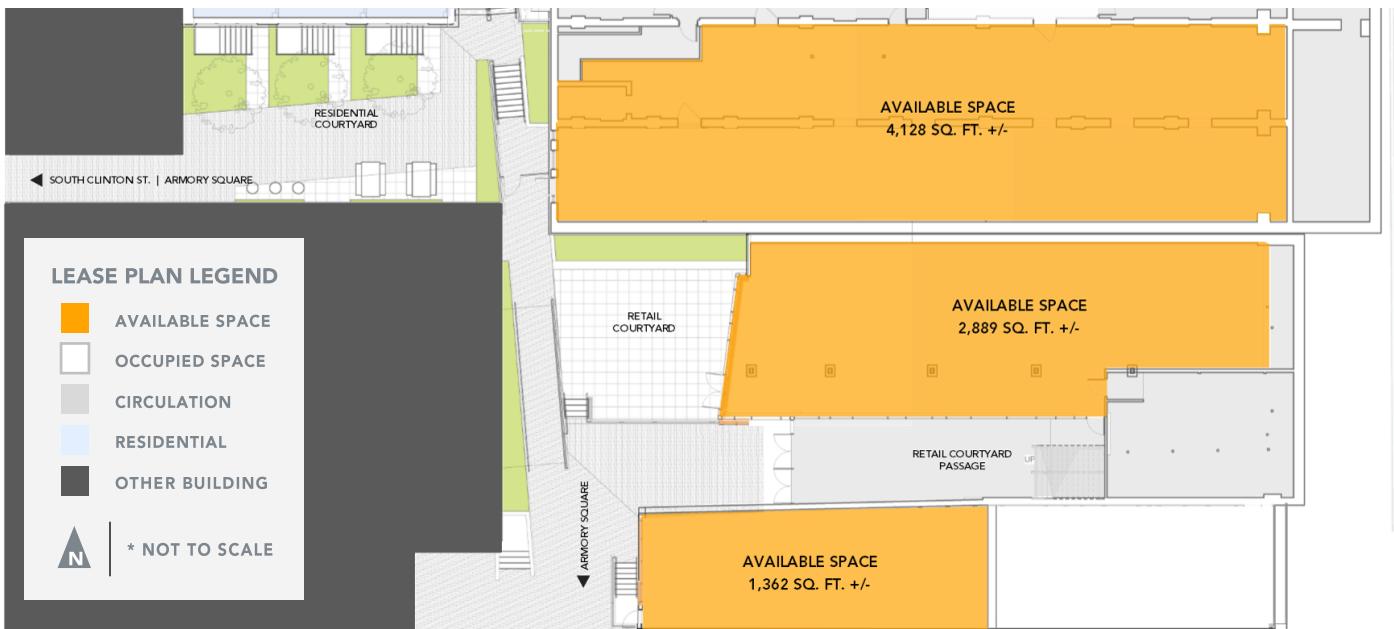 RESIDENTIAL
COURTYARD
SOUTH CLINTON ST. | ARMORY SQUARE
AVAILABLE SPACE
4,128 SQ. FT. +/-
LEASE PLAN LEGEND
AVAILABLE SPACE
OCCUPIED SPACE
CIRCULATION
RESIDENTIAL
OTHER BUILDING
N
* NOT TO SCALE
RETAIL
COURTYARD
AVAILABLE SPACE
2,889 SQ. FT. +/-
RETAIL COURTYARD
PASSAGE
UP
ARMORY SQUARE
AVAILABLE SPACE
1,362 SQ. FT. +/-